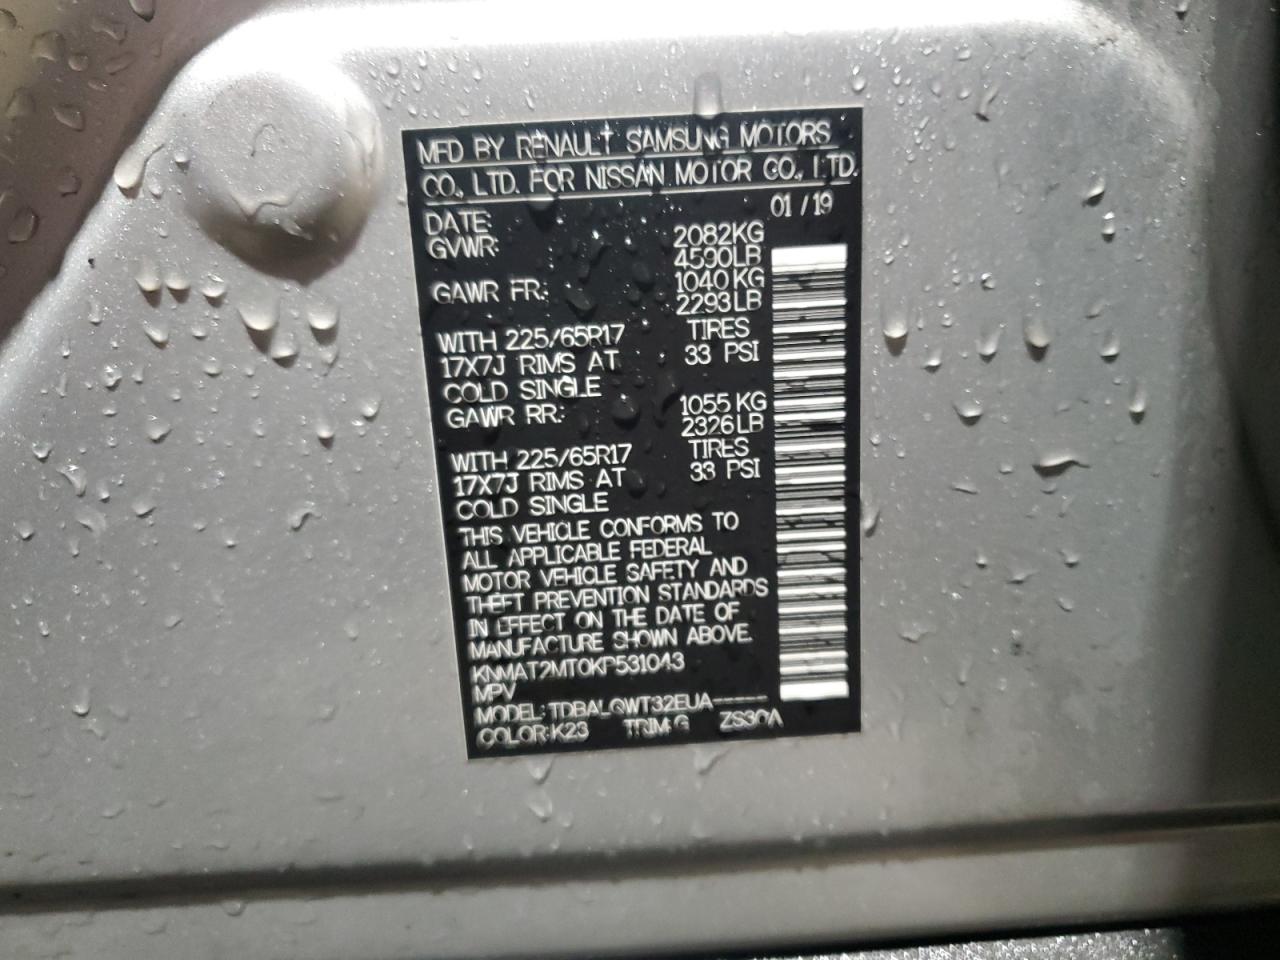 MFD BY RENAULT SAMSUNG MOTORS
CO., LTD. FOR NISSAN MOTOR CO., LTD.
DATE: 01 / 19
GVWR: 2082KG
4590LB
GAWR FR.: 1040KG
2293LB
WITH 225/65R17 TIRES
17X7J RIMS AT 33 PSI
COLD SINGLE
GAWR RR.: 1055KG
2326LB
WITH 225/65R17 TIRES
17X7J RIMS AT 33 PSI
COLD SINGLE
THIS VEHICLE CONFORMS TO
ALL APPLICABLE FEDERAL
MOTOR VEHICLE SAFETY AND
THEFT PREVENTION STANDARDS
IN EFFECT ON THE DATE OF
MANUFACTURE SHOWN ABOVE.
KNMAT2MT0KP531043
MPV
MODEL: TDBALQWT32EUA-----
COLOR:K23 TRIM:G ZS30A